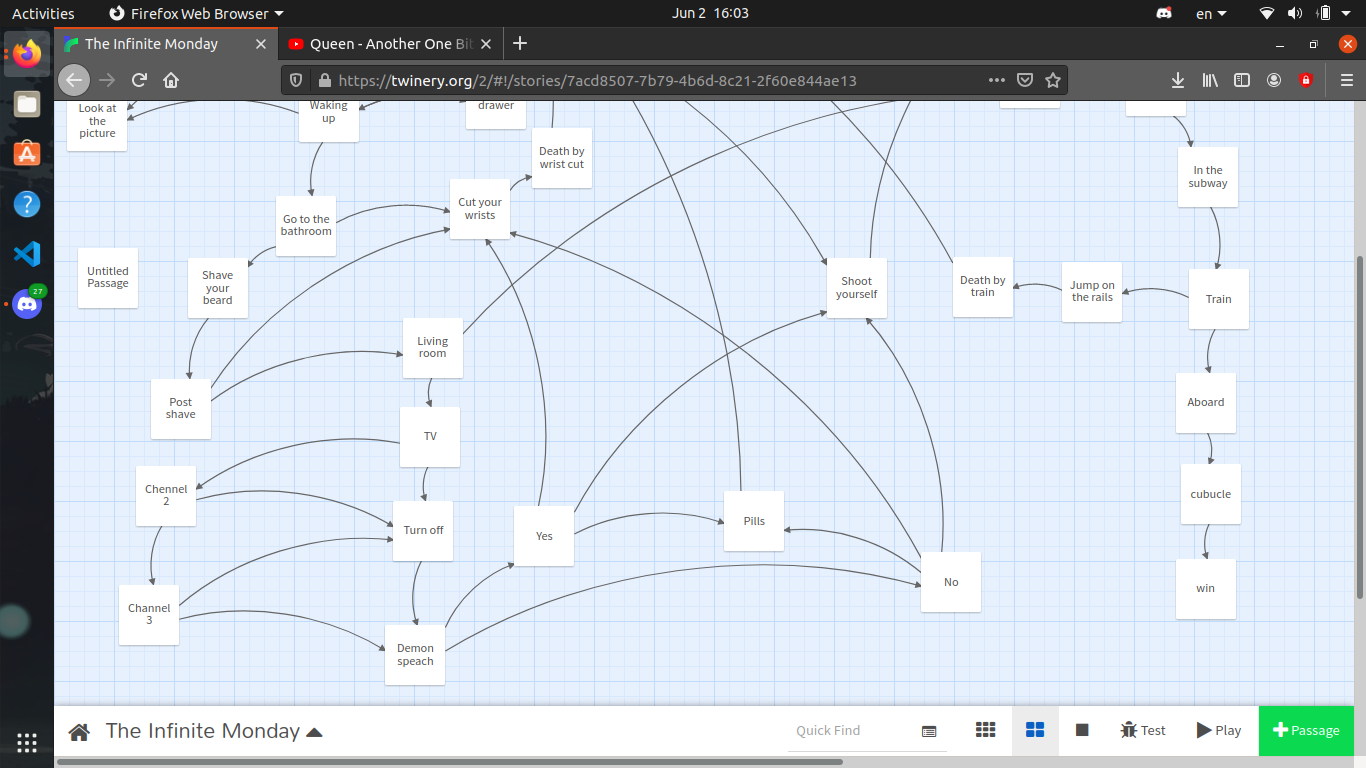 Activities
Firefox Web Browser
Jun 2 16:03
en
The Infinite Monday
Queen - Another One Bit
https://twinery.org/2/#!/stories/7acd8507-7b79-4b6d-8c21-2f60e844ae13
Look at
the
picture
Waking
up
drawer
Death by
wrist cut
In the
subway
Cut your
wrists
Go to the
bathroom
Untitled
Passage
Shave
your
beard
Shoot
yourself
Death by
train
Jump on
the rails
Train
27
Living
room
Post
shave
Aboard
TV
Chennel
2
cubucle
Turn off
Yes
Pills
No
win
Channel
3
Demon
speach
The Infinite Monday
Quick Find
Test
Play
Passage